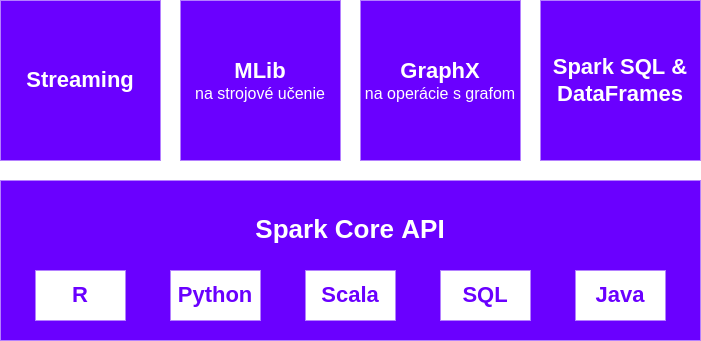 Streaming
MLib
na strojové učenie
GraphX
na operácie s grafom
Spark SQL &
DataFrames
Spark Core API
R
Python
Scala
SQL
Java